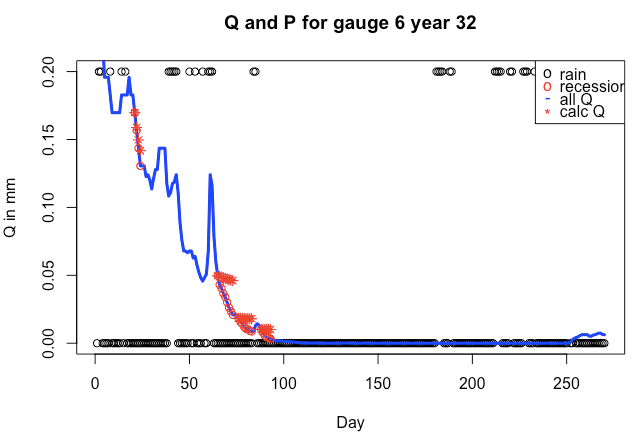 Q and P for gauge 6 year 32
Q in mm
0.20
0.15
0.10
0.05
0.00
rain
recession
all Q
calc Q
0
50
100
150
200
250
Day